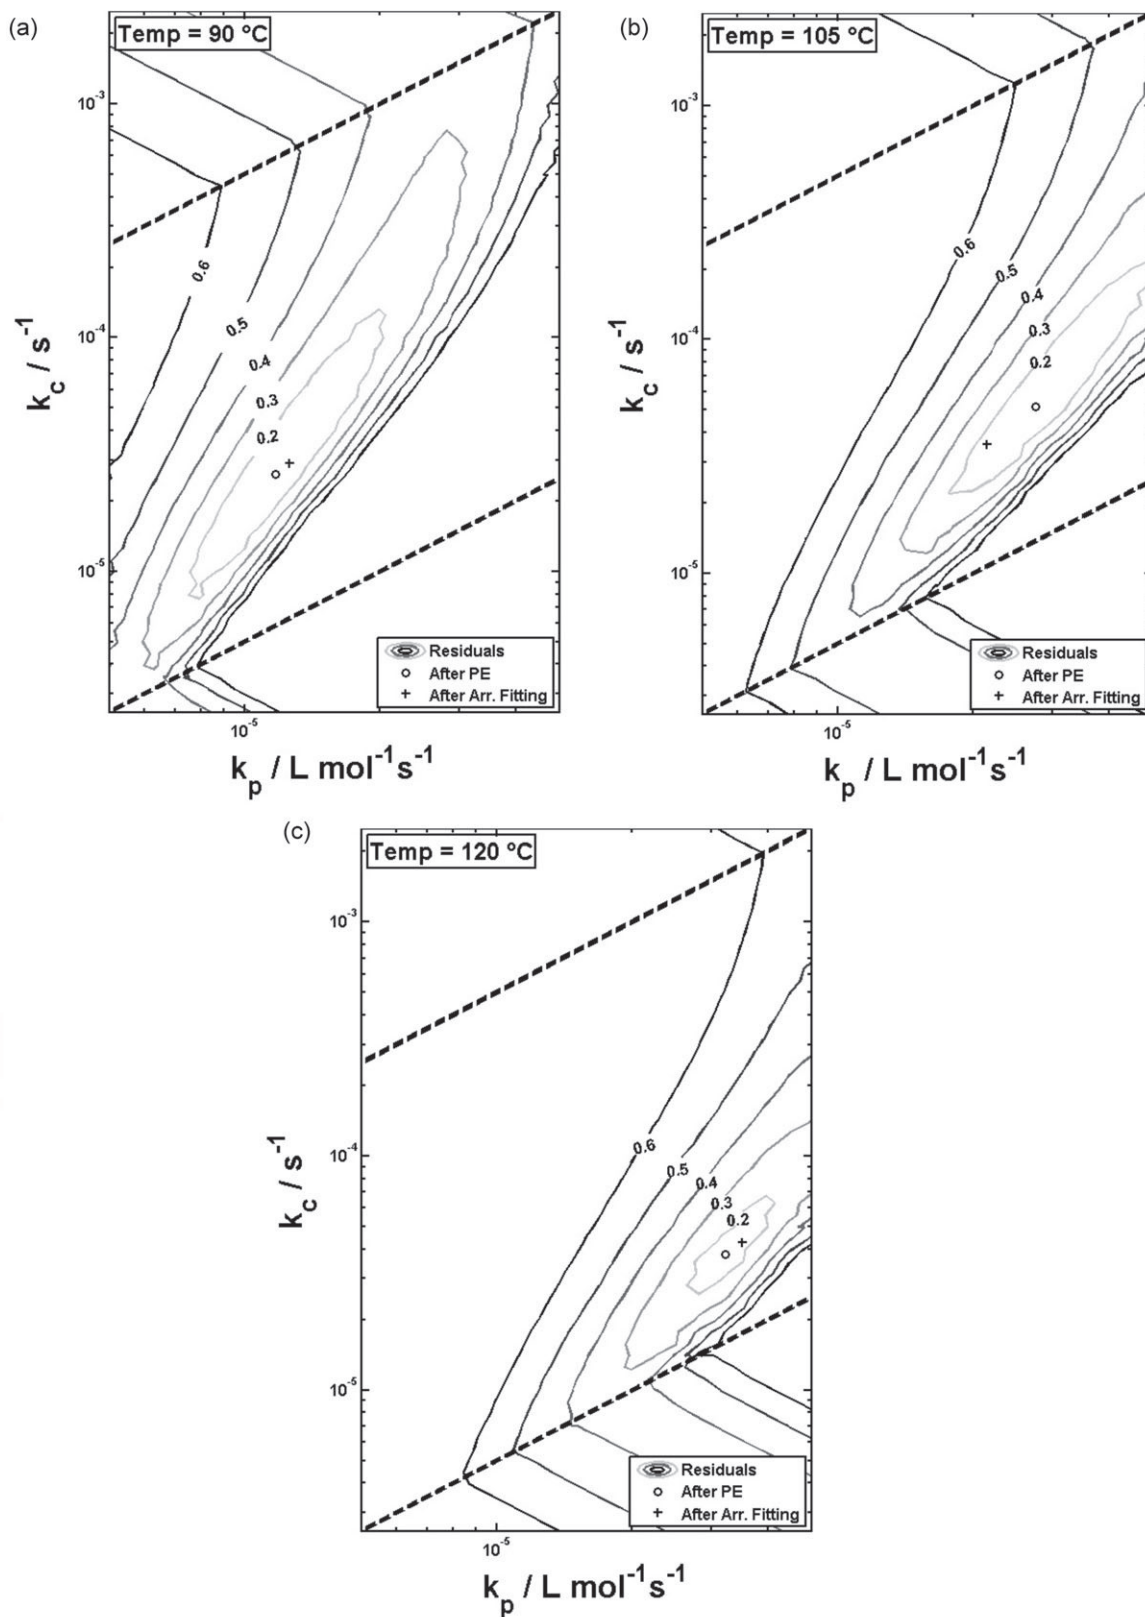 (a)
Temp = 90 °C
10⁻³
10⁻⁴
10⁻⁵
k_c / s⁻¹
0.6
0.5
0.4
0.3
0.2
Residuals
After PE
After Arr. Fitting
10⁻⁵
k_p / L mol⁻¹s⁻¹
(b)
Temp = 105 °C
10⁻³
10⁻⁴
10⁻⁵
k_c / s⁻¹
0.6
0.5
0.4
0.3
0.2
Residuals
After PE
After Arr. Fitting
10⁻⁵
k_p / L mol⁻¹s⁻¹
(c)
Temp = 120 °C
10⁻³
10⁻⁴
10⁻⁵
k_c / s⁻¹
0.6
0.5
0.4
0.3
0.2
Residuals
After PE
After Arr. Fitting
10⁻⁵
k_p / L mol⁻¹s⁻¹